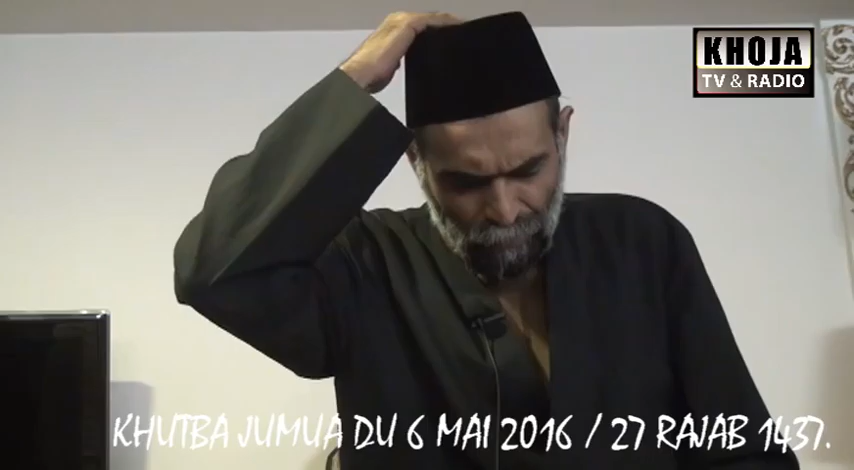 KHOJA
TV & RADIO
KHUTBA JUMUA DU 6 MAI 2016 / 27 RAJAB 1437.